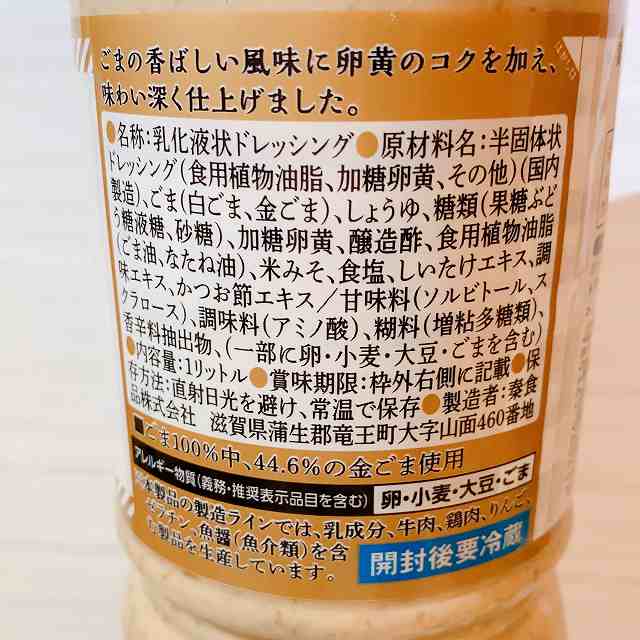 ごまの香ばしい風味に卵黄のコクを加え、
味わい深く仕上げました。
●名称:乳化液状ドレッシング●原材料名:半固体状
ドレッシング(食用植物油脂、加糖卵黄、その他)(国内
製造)、ごま(白ごま、金ごま)、しょうゆ、糖類(果糖ぶど
う糖液糖、砂糖)、加糖卵黄、醸造酢、食用植物油脂
(ごま油、なたね油)、米みそ、食塩、しいたけエキス、調
味エキス、かつお節エキス/甘味料(ソルビトール、ス
クラロース)、調味料(アミノ酸)、糊料(増粘多糖類)、
香辛料抽出物、(一部に卵・小麦・大豆・ごまを含む)
●内容量:1リットル●賞味期限:枠外右側に記載●保
存方法:直射日光を避け、常温で保存●製造者:秦食
品株式会社 滋賀県蒲生郡竜王町大字山面460番地
■ごま100%中、44.6%の金ごま使用
アレルギー物質(義務・推奨表示品目を含む) 卵・小麦・大豆・ごま
本製品の製造ラインでは、乳成分、牛肉、鶏肉、りんご、
ゼラチン、魚醤(魚介類)を含
む製品を生産しています。
開封後要冷蔵